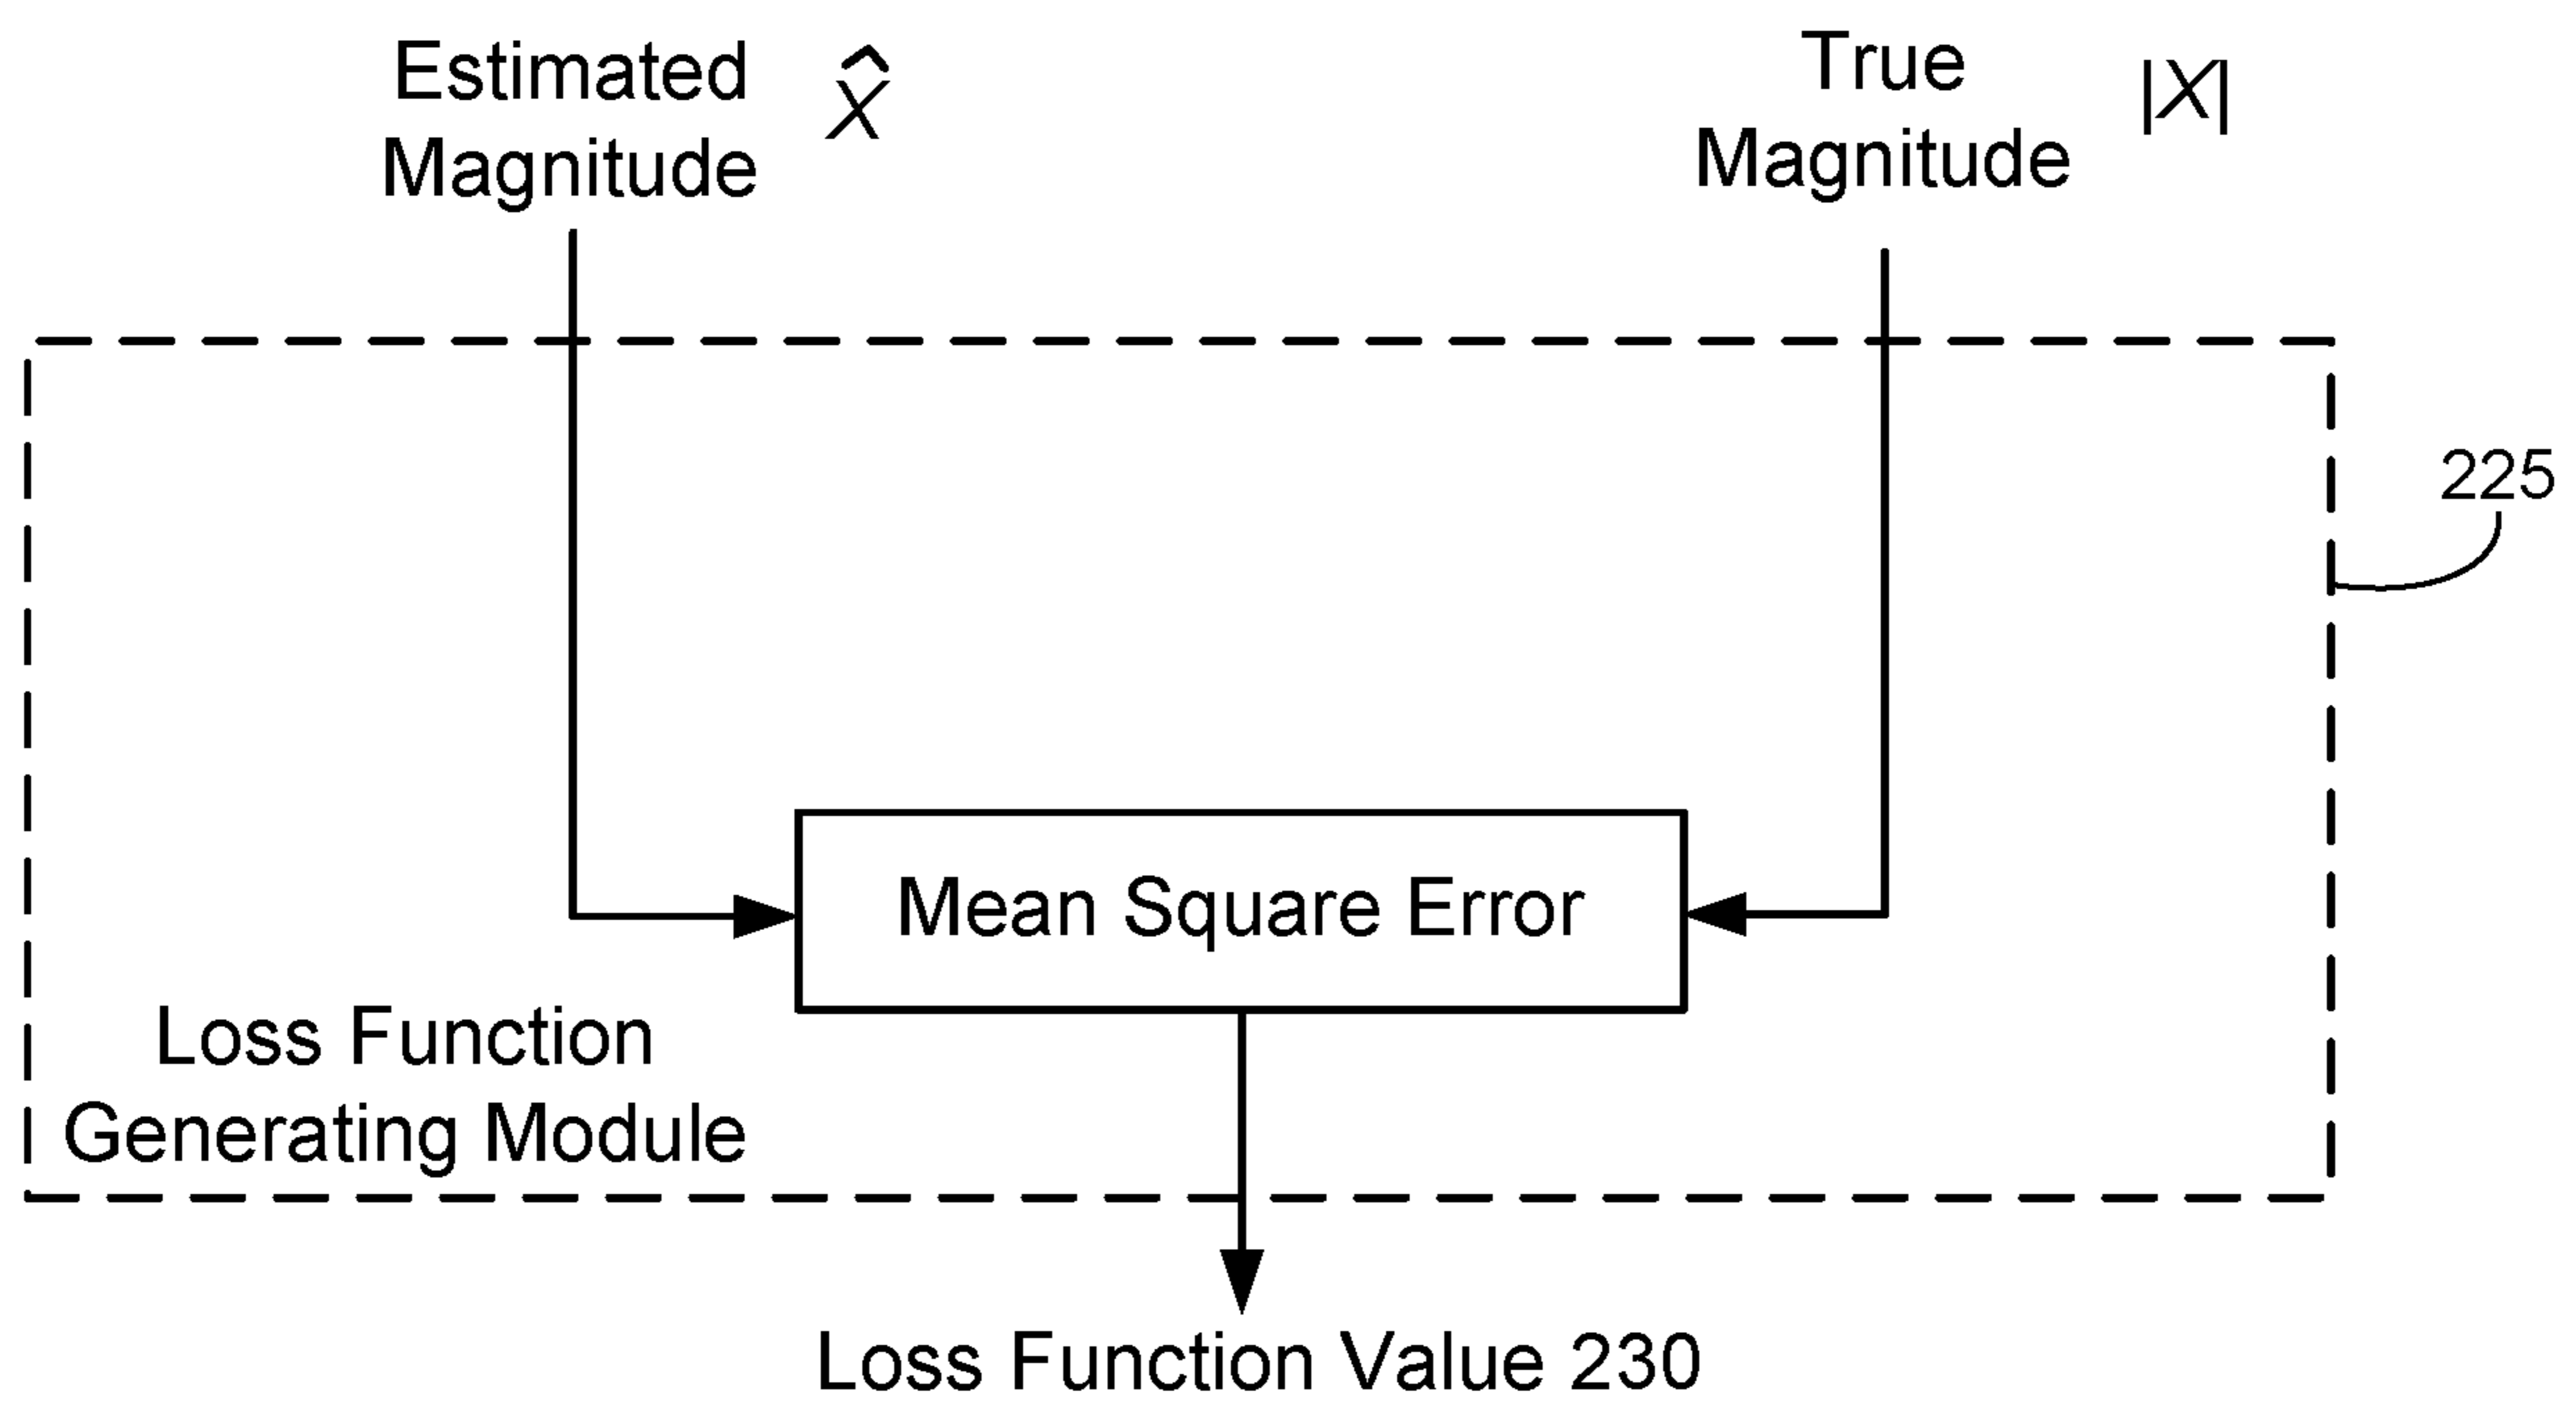 Estimated
Magnitude
X̂
True
Magnitude
|X|
225
Mean Square Error
Loss Function
Generating Module
Loss Function Value 230